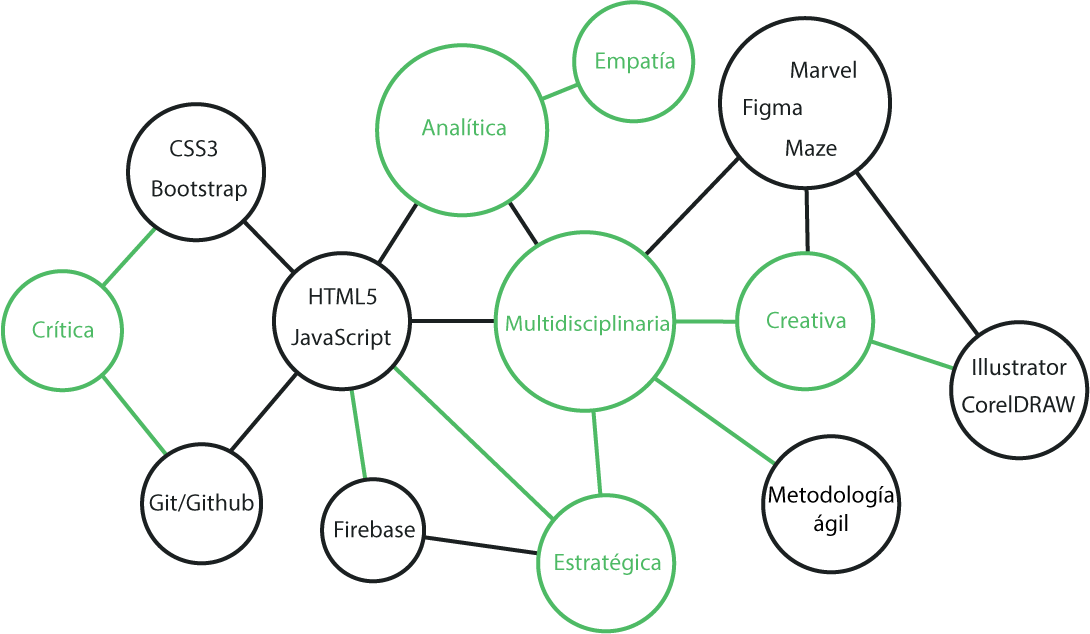 Empatía
Marvel
Figma
Maze
Analítica
CSS3
Bootstrap
HTML5
JavaScript
Multidisciplinaria
Creativa
Crítica
Illustrator
CorelDRAW
Git/Github
Firebase
Metodología
ágil
Estratégica